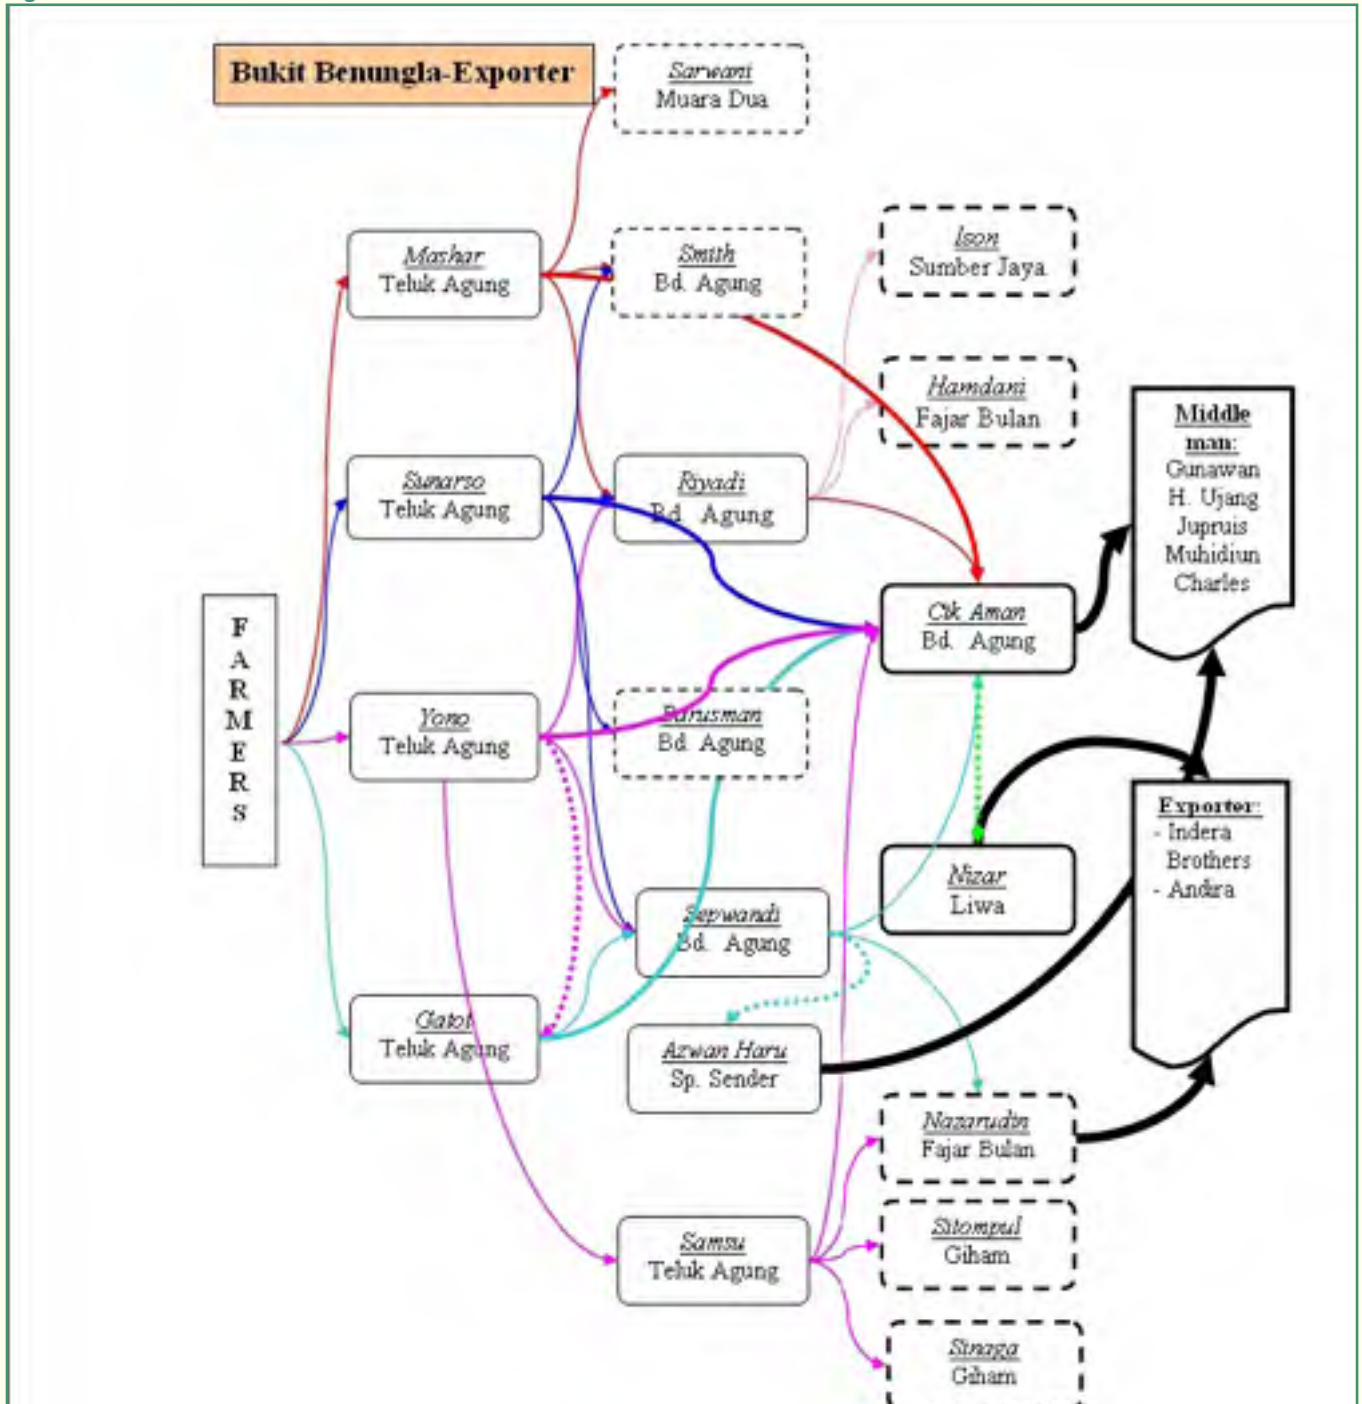 Bukit Benungla-Exporter
Sarwani
Muara Dua
Mashar
Teluk Agung
Smith
Bd. Agung
Ison
Sumber Jaya
Hamdani
Fajar Bulan
Sunarso
Teluk Agung
Riyadi
Bd. Agung
Middle
man:
Gunawan
H. Ujang
Jupruis
Muhidiun
Charles
Cik Aman
Bd. Agung
FARMERS
Yono
Teluk Agung
Barusman
Bd. Agung
Exporter:
- Indera
Brothers
- Andira
Nizar
Liwa
Sepwandi
Bd. Agung
Gatot
Teluk Agung
Azwan Haru
Sp. Sender
Nazarudin
Fajar Bulan
Samsu
Teluk Agung
Sitompul
Giham
Sinaga
Giham